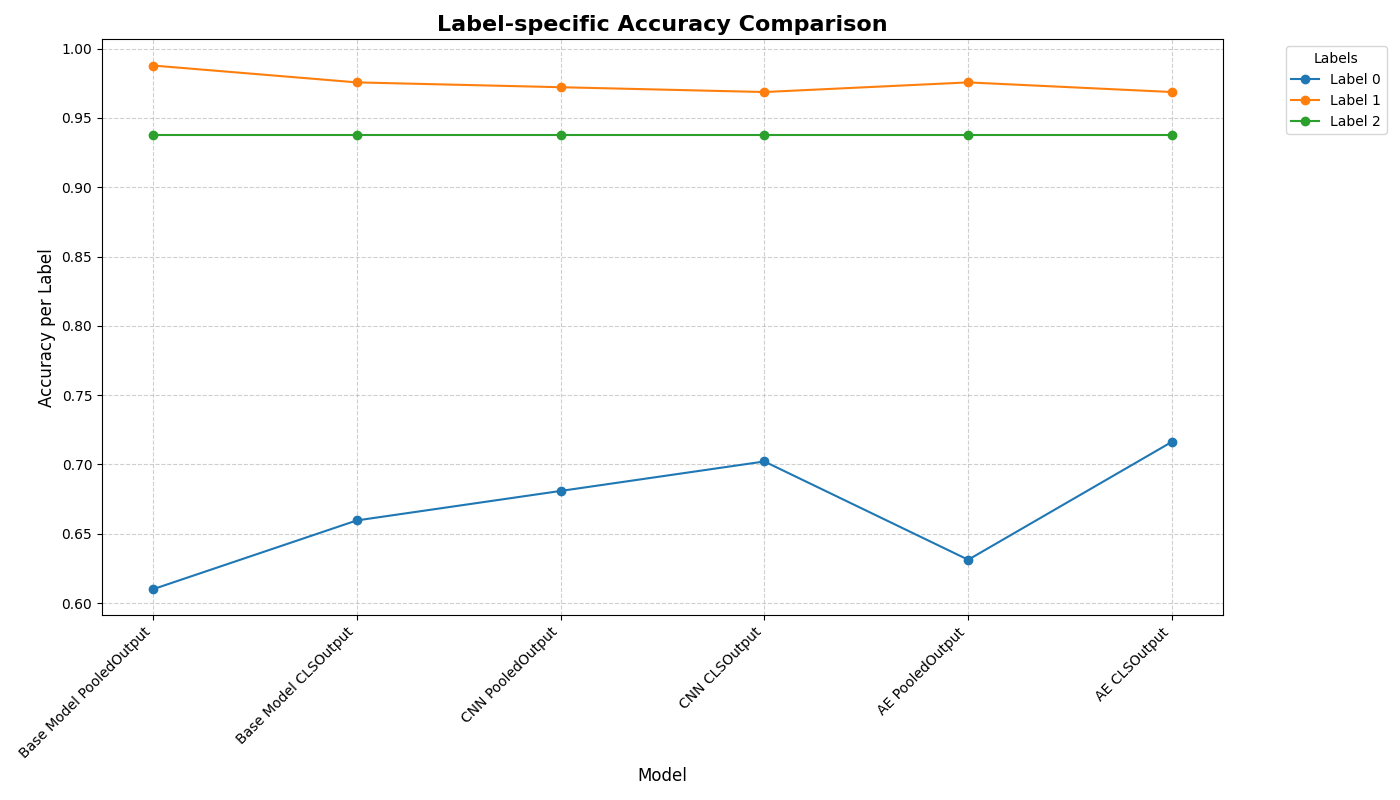 Label-specific Accuracy Comparison
Labels
Label 0
Label 1
Label 2
Accuracy per Label
1.00
0.95
0.90
0.85
0.80
0.75
0.70
0.65
0.60
Base Model PooledOutput
Base Model CLSOutput
CNN PooledOutput
CNN CLSOutput
AE PooledOutput
AE CLSOutput
Model